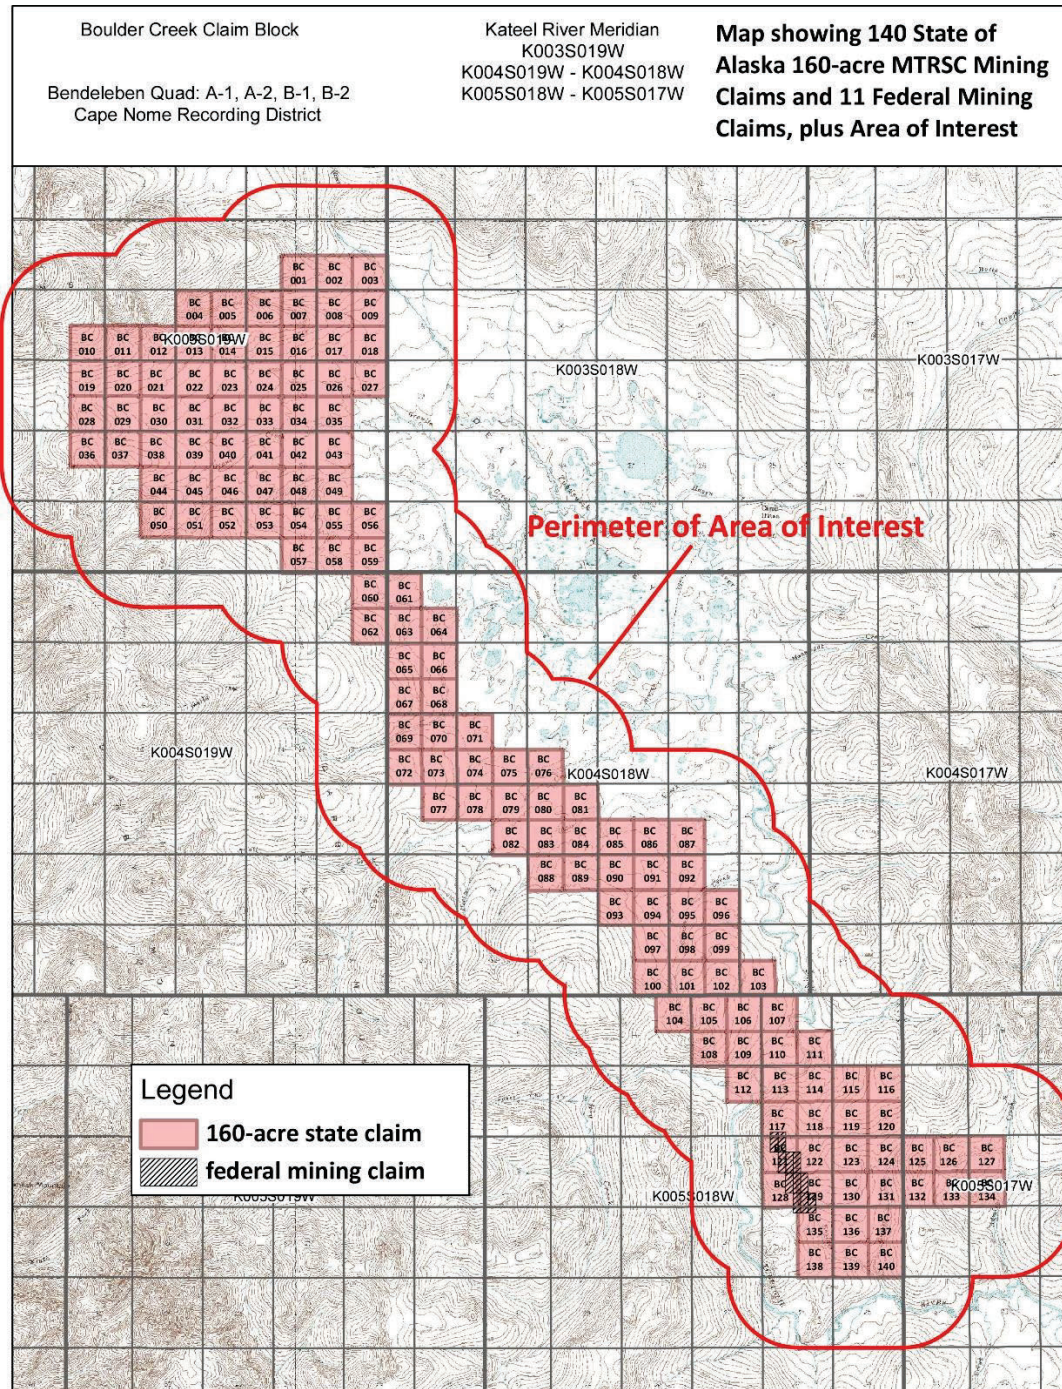 Boulder Creek Claim Block
Bendeleben Quad: A-1, A-2, B-1, B-2
Cape Nome Recording District
Kateel River Meridian
K003S019W
K004S019W - K004S018W
K005S018W - K005S017W
Map showing 140 State of
Alaska 160-acre MTRSC Mining
Claims and 11 Federal Mining
Claims, plus Area of Interest
BC 001 BC 002 BC 003
BC 004 BC 005 BC 006 BC 007 BC 008 BC 009
BC 010 BC 011 BC 012 BC 013 BC 014 BC 015 BC 016 BC 017 BC 018
K003S019W
K003S018W
K003S017W
BC 019 BC 020 BC 021 BC 022 BC 023 BC 024 BC 025 BC 026 BC 027
BC 028 BC 029 BC 030 BC 031 BC 032 BC 033 BC 034 BC 035
BC 036 BC 037 BC 038 BC 039 BC 040 BC 041 BC 042 BC 043
BC 044 BC 045 BC 046 BC 047 BC 048 BC 049
BC 050 BC 051 BC 052 BC 053 BC 054 BC 055 BC 056
Perimeter of Area of Interest
BC 057 BC 058 BC 059
BC 060 BC 061
BC 062 BC 063 BC 064
BC 065 BC 066
BC 067 BC 068
BC 069 BC 070 BC 071
K004S019W
BC 072 BC 073 BC 074 BC 075 BC 076
K004S018W
K004S017W
BC 077 BC 078 BC 079 BC 080 BC 081
BC 082 BC 083 BC 084 BC 085 BC 086 BC 087
BC 088 BC 089 BC 090 BC 091 BC 092
BC 093 BC 094 BC 095 BC 096
BC 097 BC 098 BC 099
BC 100 BC 101 BC 102 BC 103
BC 104 BC 105 BC 106 BC 107
BC 108 BC 109 BC 110 BC 111
BC 112 BC 113 BC 114 BC 115 BC 116
BC 117 BC 118 BC 119 BC 120
BC 121 BC 122 BC 123 BC 124 BC 125 BC 126 BC 127
BC 128 BC 129 BC 130 BC 131 BC 132 BC 133 BC 134
K005S018W
K005S017W
BC 135 BC 136 BC 137
BC 138 BC 139 BC 140
Legend
160-acre state claim
federal mining claim